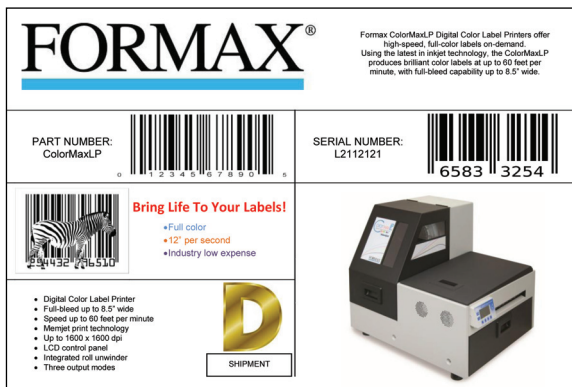 FORMAX®
Formax ColorMaxLP Digital Color Label Printers offer
high-speed, full-color labels on-demand.
Using the latest in inkjet technology, the ColorMaxLP
produces brilliant color labels at up to 60 feet per
minute, with full-bleed capability up to 8.5" wide.
PART NUMBER:
ColorMaxLP
0 12345 67890 5
SERIAL NUMBER:
L2112121
6583 3254
Bring Life To Your Labels!
•Full color
•12" per second
•Industry low expense
• Digital Color Label Printer
• Full-bleed up to 8.5" wide
• Speed up to 60 feet per minute
• Memjet print technology
• Up to 1600 x 1600 dpi
• LCD control panel
• Integrated roll unwinder
• Three output modes
D
SHIPMENT